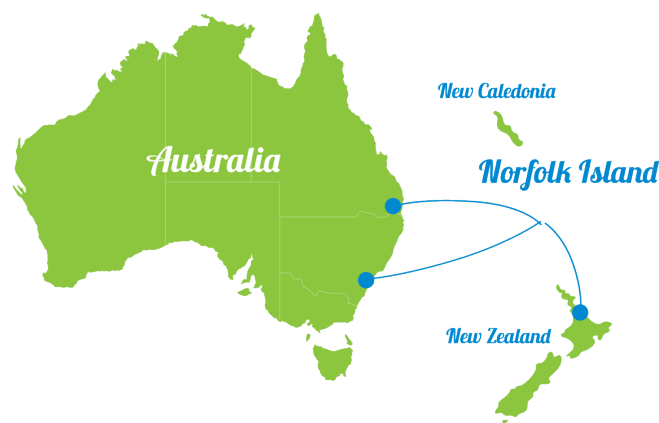 New Caledonia
Australia
Norfolk Island
New Zealand